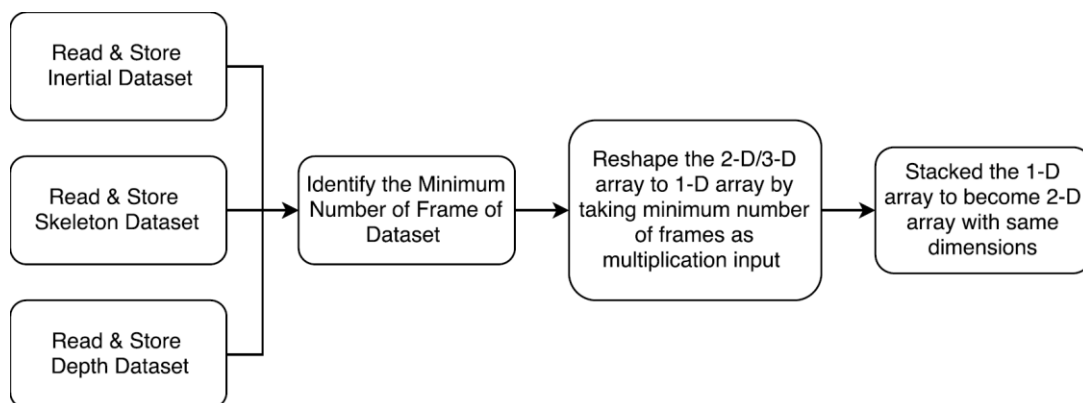 Read & Store
Inertial Dataset
Read & Store
Skeleton Dataset
Read & Store
Depth Dataset
Identify the Minimum
Number of Frame of
Dataset
Reshape the 2-D/3-D
array to 1-D array by
taking minimum number
of frames as
multiplication input
Stacked the 1-D
array to become 2-D
array with same
dimensions